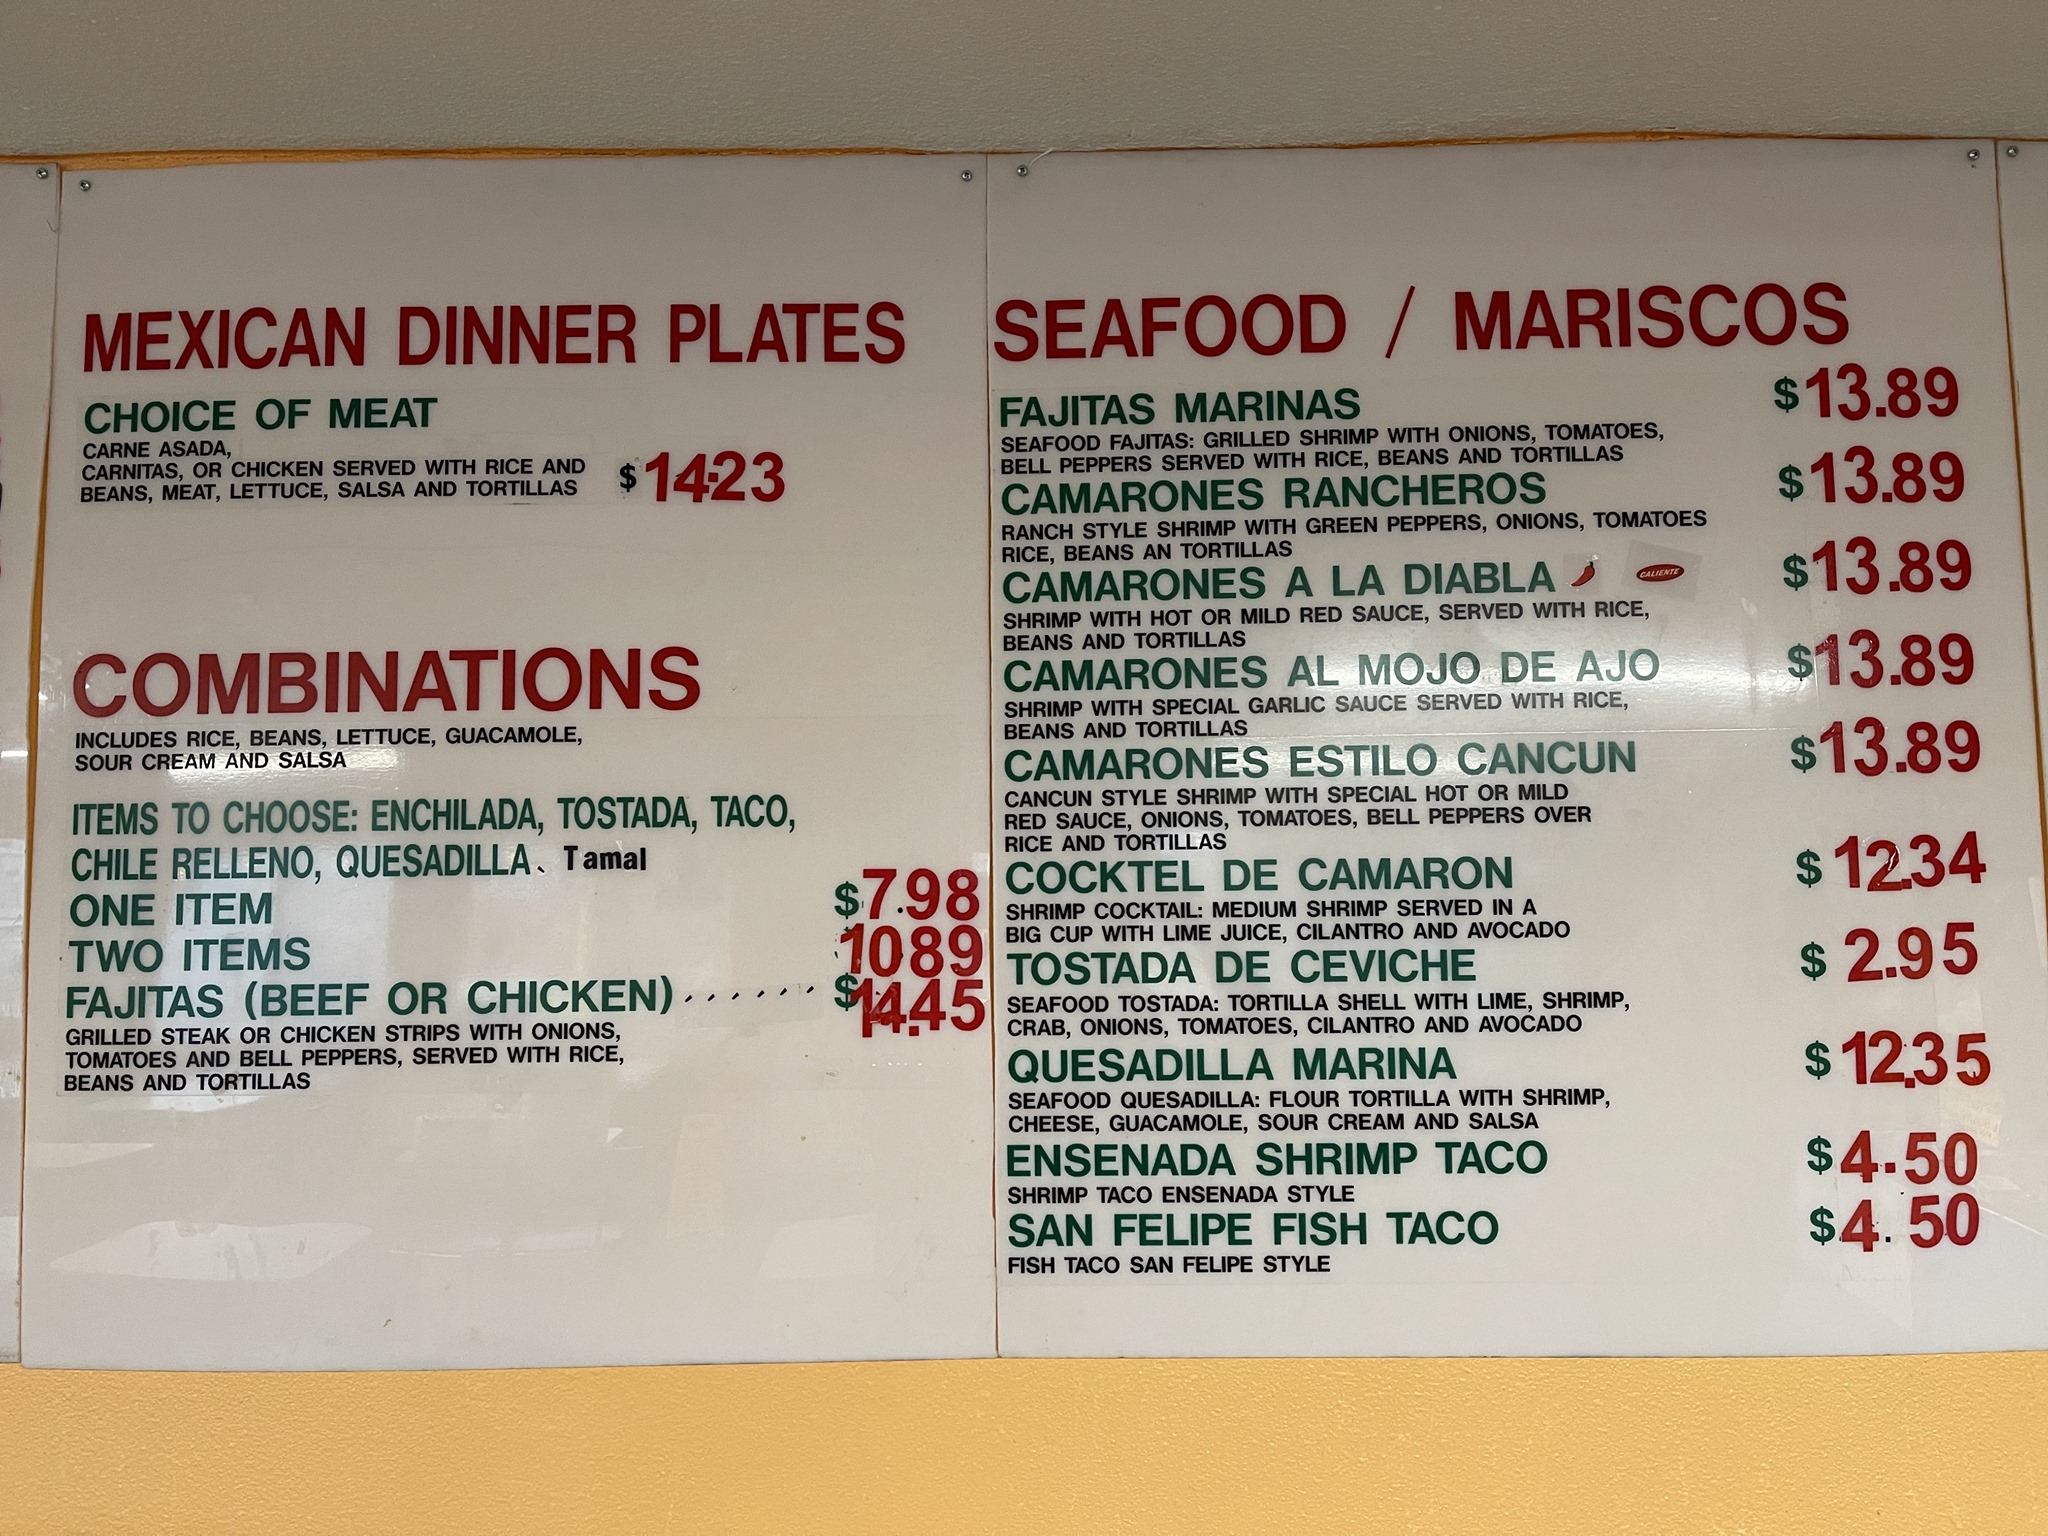 MEXICAN DINNER PLATES
CHOICE OF MEAT
CARNE ASADA,
CARNITAS, OR CHICKEN SERVED WITH RICE AND
BEANS, MEAT, LETTUCE, SALSA AND TORTILLAS $14.23
COMBINATIONS
INCLUDES RICE, BEANS, LETTUCE, GUACAMOLE,
SOUR CREAM AND SALSA
ITEMS TO CHOOSE: ENCHILADA, TOSTADA, TACO,
CHILE RELLENO, QUESADILLA、Tamal
ONE ITEM $7.98
TWO ITEMS 1089
FAJITAS (BEEF OR CHICKEN) . . . . . . . $14.45
GRILLED STEAK OR CHICKEN STRIPS WITH ONIONS,
TOMATOES AND BELL PEPPERS, SERVED WITH RICE,
BEANS AND TORTILLAS
SEAFOOD / MARISCOS
FAJITAS MARINAS $13.89
SEAFOOD FAJITAS: GRILLED SHRIMP WITH ONIONS, TOMATOES,
BELL PEPPERS SERVED WITH RICE, BEANS AND TORTILLAS
CAMARONES RANCHEROS $13.89
RANCH STYLE SHRIMP WITH GREEN PEPPERS, ONIONS, TOMATOES
RICE, BEANS AN TORTILLAS
CAMARONES A LA DIABLA CALIENTE $13.89
SHRIMP WITH HOT OR MILD RED SAUCE, SERVED WITH RICE,
BEANS AND TORTILLAS
CAMARONES AL MOJO DE AJO $13.89
SHRIMP WITH SPECIAL GARLIC SAUCE SERVED WITH RICE,
BEANS AND TORTILLAS
CAMARONES ESTILO CANCUN $13.89
CANCUN STYLE SHRIMP WITH SPECIAL HOT OR MILD
RED SAUCE, ONIONS, TOMATOES, BELL PEPPERS OVER
RICE AND TORTILLAS
COCKTEL DE CAMARON $12.34
SHRIMP COCKTAIL: MEDIUM SHRIMP SERVED IN A
BIG CUP WITH LIME JUICE, CILANTRO AND AVOCADO
TOSTADA DE CEVICHE $2.95
SEAFOOD TOSTADA: TORTILLA SHELL WITH LIME, SHRIMP,
CRAB, ONIONS, TOMATOES, CILANTRO AND AVOCADO
QUESADILLA MARINA $12.35
SEAFOOD QUESADILLA: FLOUR TORTILLA WITH SHRIMP,
CHEESE, GUACAMOLE, SOUR CREAM AND SALSA
ENSENADA SHRIMP TACO $4.50
SHRIMP TACO ENSENADA STYLE
SAN FELIPE FISH TACO $4.50
FISH TACO SAN FELIPE STYLE